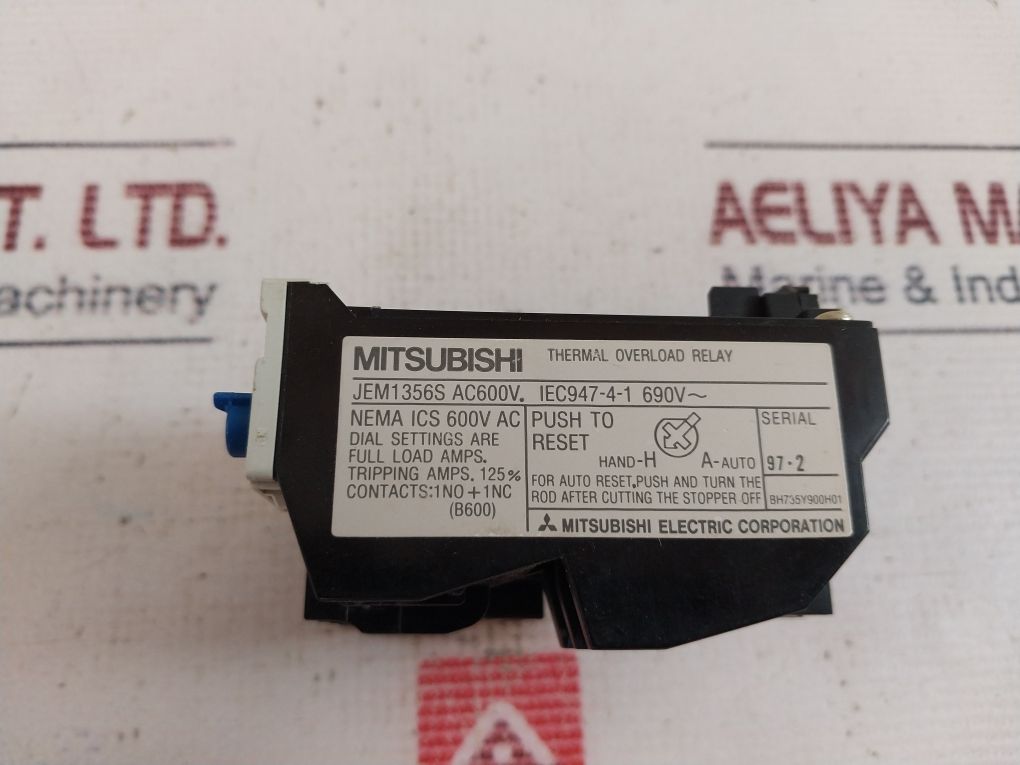 T. LTD.
achinery
AELIYA MA
Marine & Ind
MITSUBISHI THERMAL OVERLOAD RELAY
JEM1356S AC600V. IEC947-4-1 690V~
NEMA ICS 600V AC
DIAL SETTINGS ARE
FULL LOAD AMPS.
TRIPPING AMPS. 125%
CONTACTS:1NO+1NC
(B600)
PUSH TO
RESET
HAND-H A-AUTO
FOR AUTO RESET,PUSH AND TURN THE
ROD AFTER CUTTING THE STOPPER OFF
SERIAL
97·2
BH735Y900H01
MITSUBISHI ELECTRIC CORPORATION